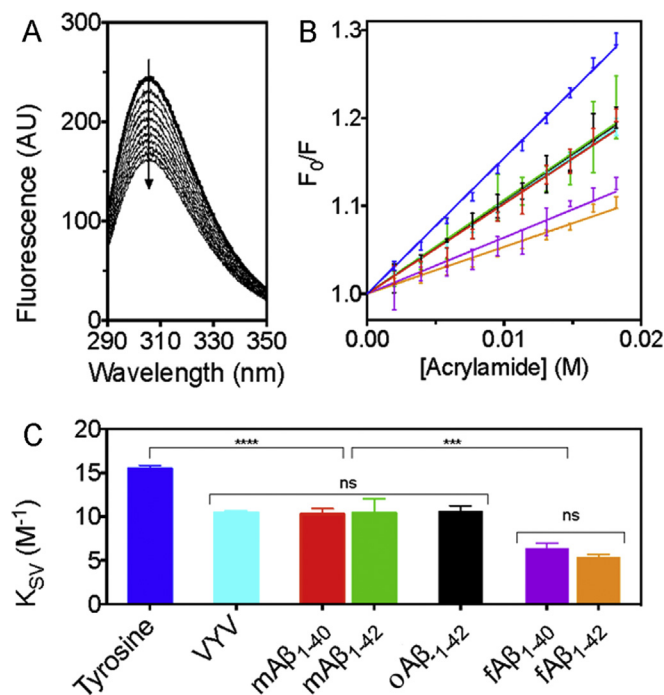 A
B
300
200
100
0
Fluorescence (AU)
290 310 330 350
Wavelength (nm)
1.3
1.2
1.1
1.0
F₀/F
0.00 0.01 0.02
[Acrylamide] (M)
C
20
15
10
5
0
K_SV (M⁻¹)
**** ***
ns
ns
Tyrosine
VYV
mAβ₁₋₄₀
mAβ₁₋₄₂
oAβ₁₋₄₂
fAβ₁₋₄₀
fAβ₁₋₄₂